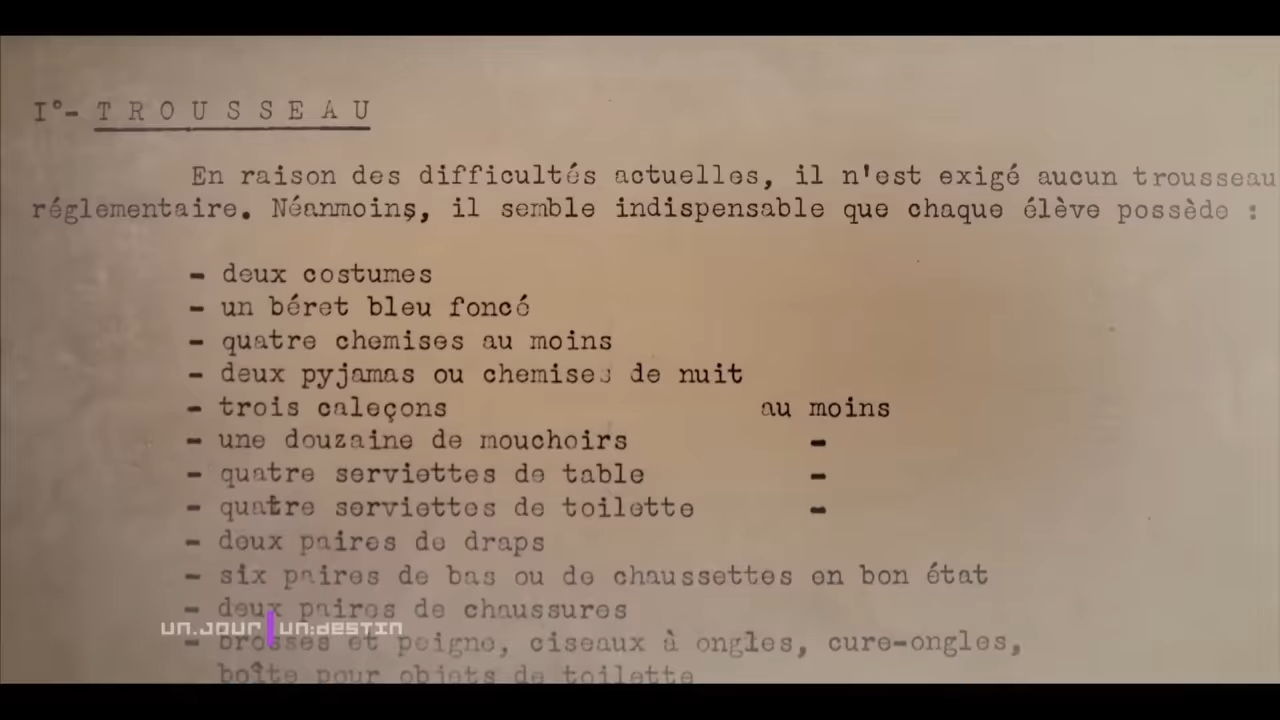 I°- TROUSSEAU
En raison des difficultés actuelles, il n'est exigé aucun trousseau
réglementaire. Néanmoins, il semble indispensable que chaque élève possède :
- deux costumes
- un béret bleu foncé
- quatre chemises au moins
- deux pyjamas ou chemises de nuit
- trois caleçons au moins
- une douzaine de mouchoirs -
- quatre serviettes de table -
- quatre serviettes de toilette -
- deux paires de draps
- six paires de bas ou de chaussettes en bon état
- deux paires de chaussures
un.jour un:destin
- brosses et peigne, ciseaux à ongles, cure-ongles,
boîte pour objets de toilette